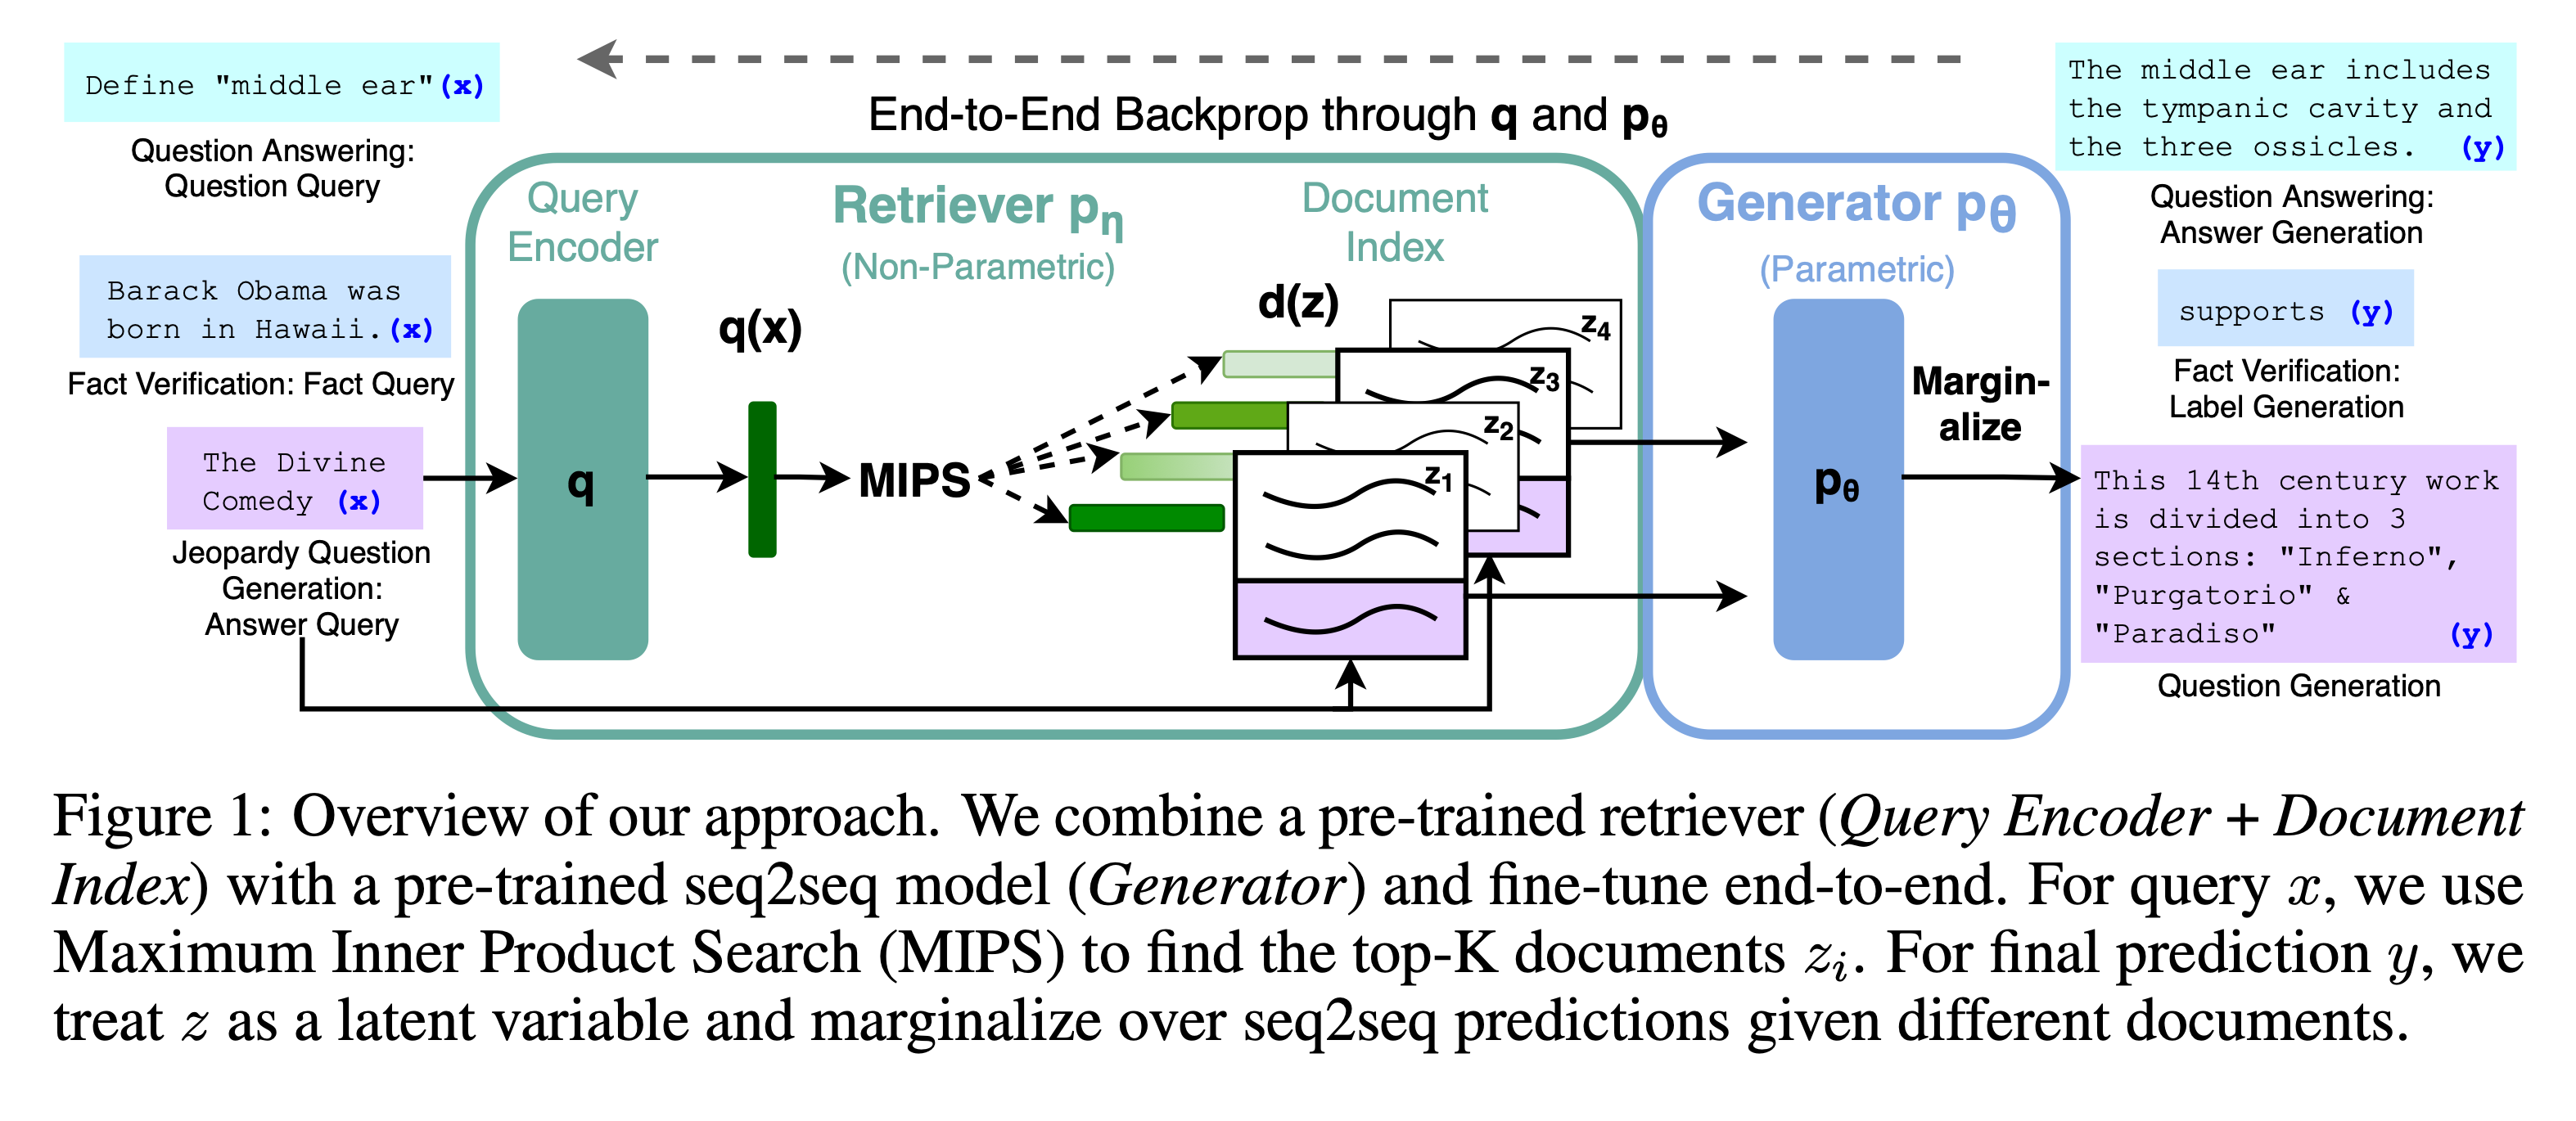 Define "middle ear"(x)
Question Answering:
Question Query
Barack Obama was
born in Hawaii.(x)
Fact Verification: Fact Query
The Divine
Comedy (x)
Jeopardy Question
Generation:
Answer Query
End-to-End Backprop through q and pθ
Query
Encoder
Retriever pη
(Non-Parametric)
Document
Index
q
q(x)
MIPS
d(z)
z4
z3
z2
z1
Generator pθ
(Parametric)
pθ
Margin-
alize
The middle ear includes
the tympanic cavity and
the three ossicles. (y)
Question Answering:
Answer Generation
supports (y)
Fact Verification:
Label Generation
This 14th century work
is divided into 3
sections: "Inferno",
"Purgatorio" &
"Paradiso" (y)
Question Generation
Figure 1: Overview of our approach. We combine a pre-trained retriever (Query Encoder + Document
Index) with a pre-trained seq2seq model (Generator) and fine-tune end-to-end. For query x, we use
Maximum Inner Product Search (MIPS) to find the top-K documents zi. For final prediction y, we
treat z as a latent variable and marginalize over seq2seq predictions given different documents.